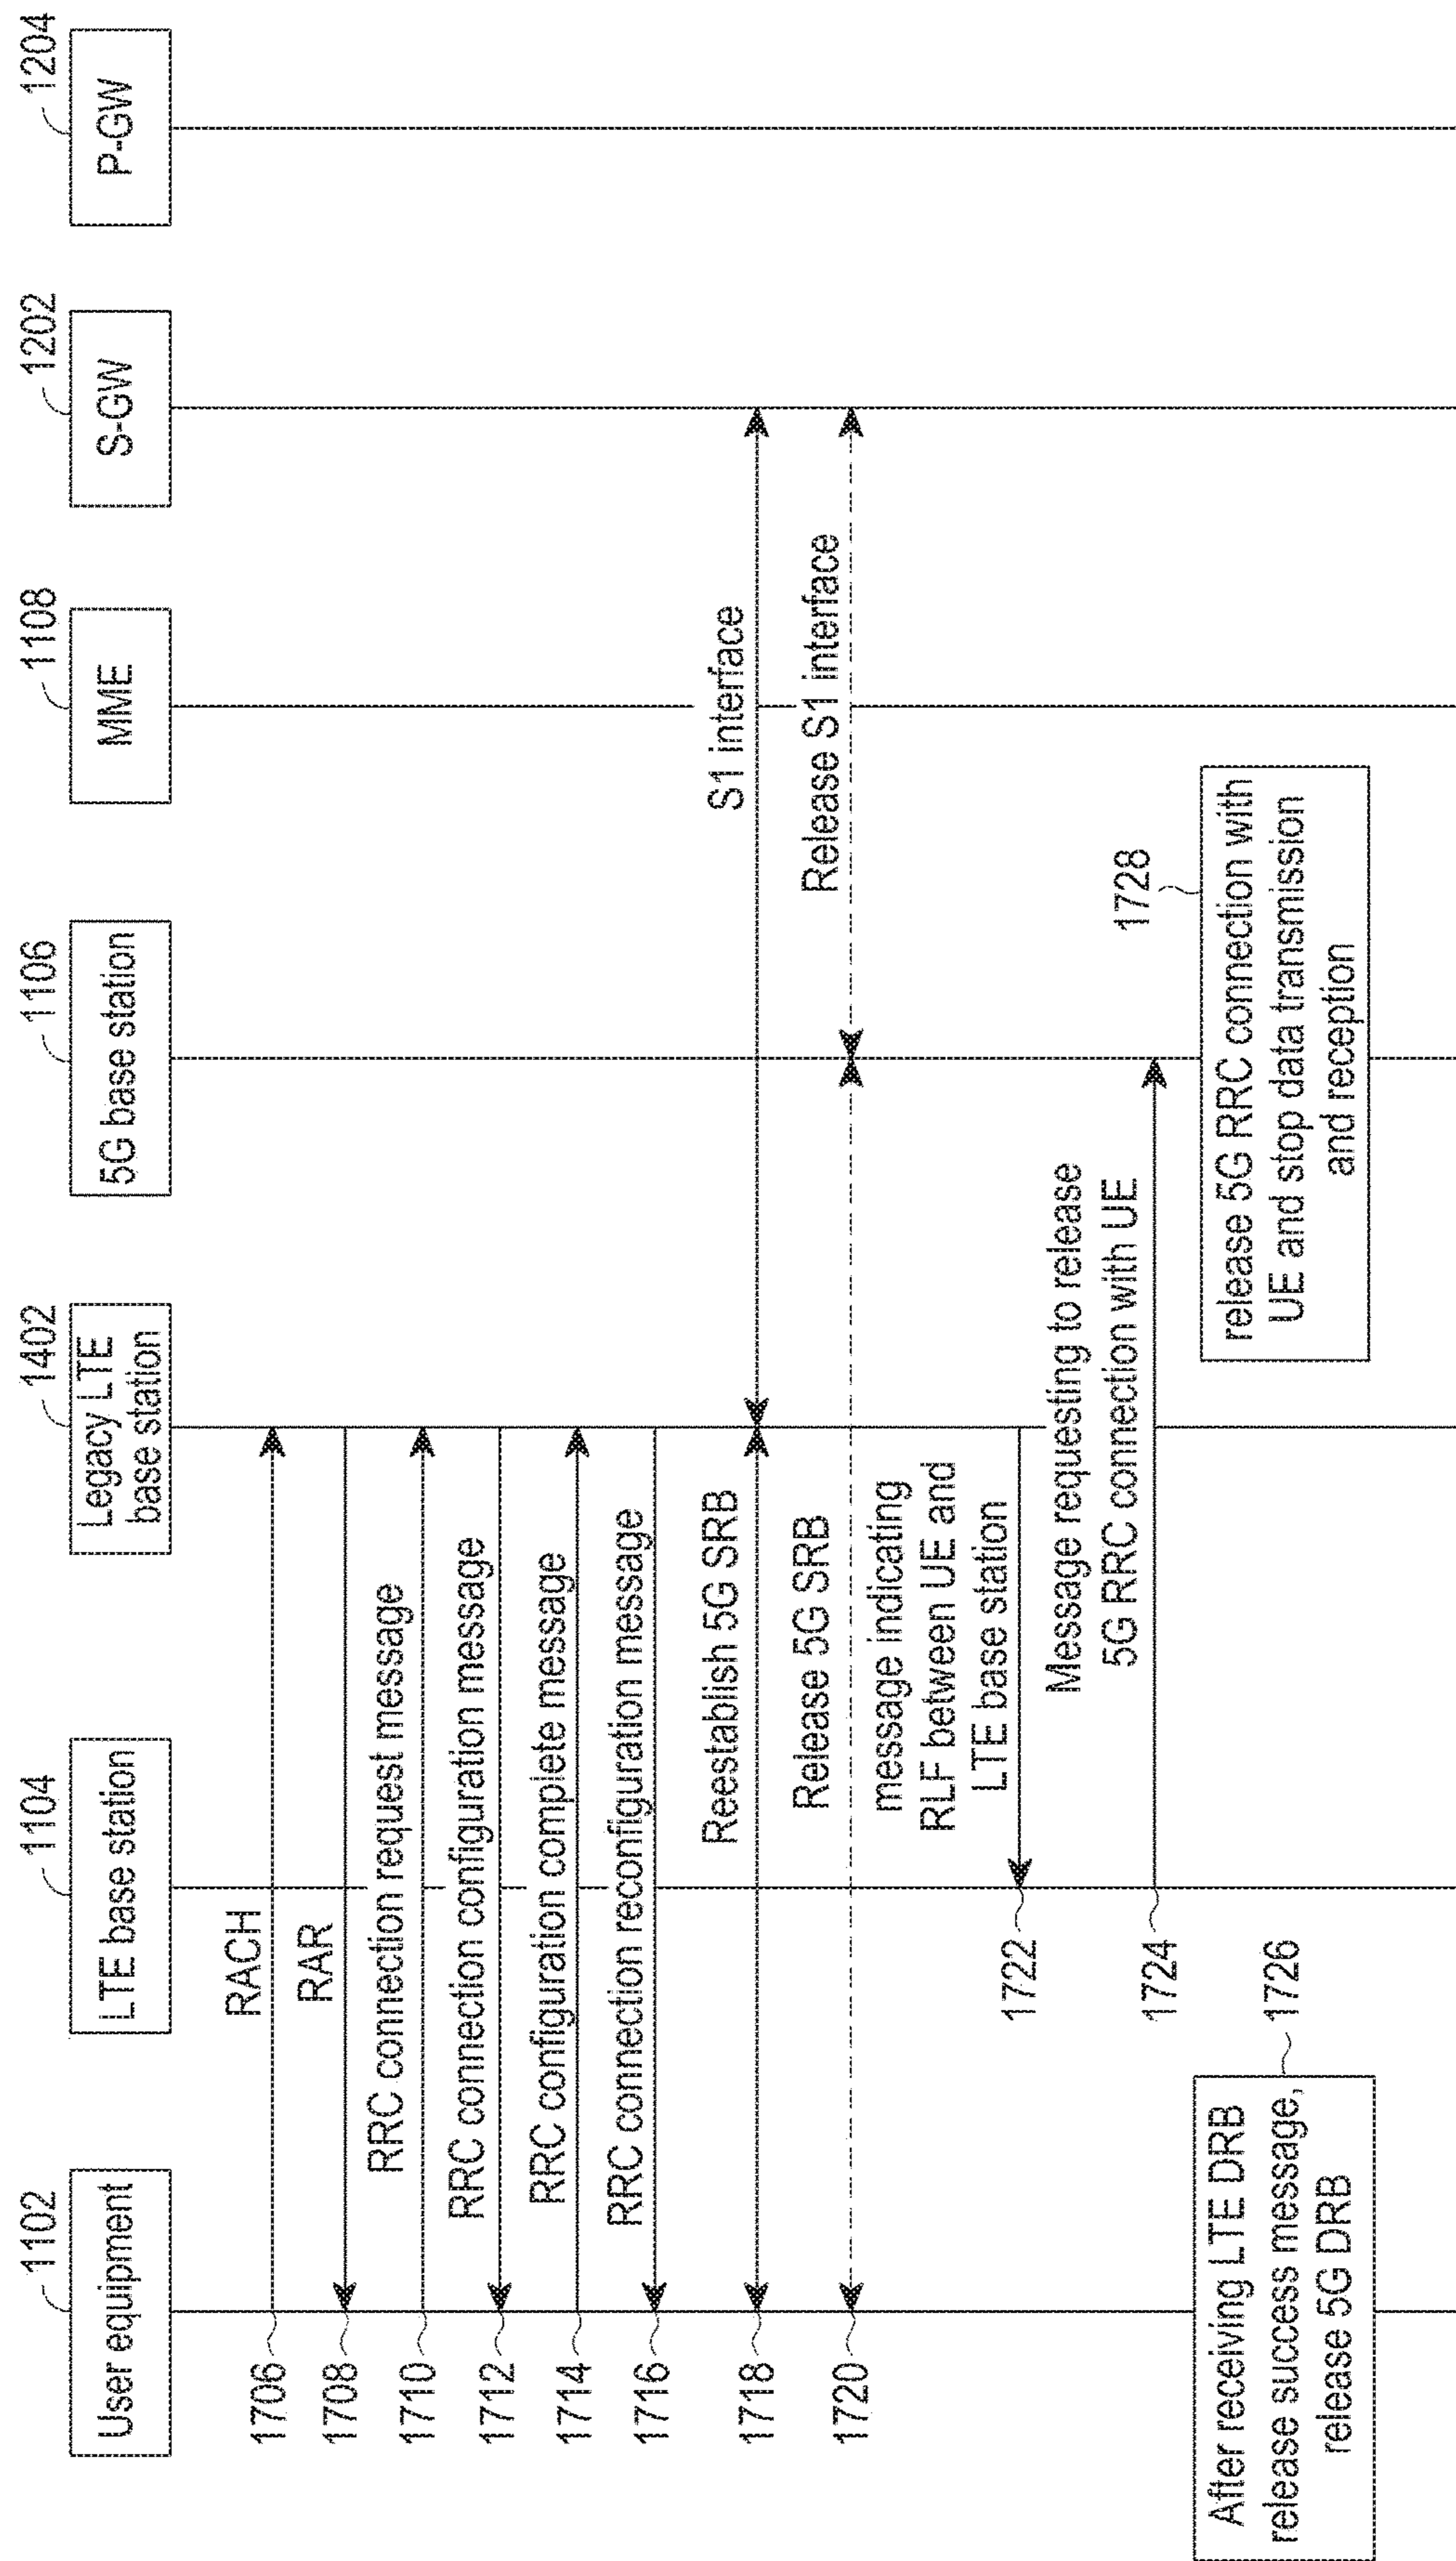 1102
User equipment
1104
LTE base station
1402
Legacy LTE
base station
1106
5G base station
1108
MME
1202
S-GW
1204
P-GW
1706
RACH
1708
RAR
1710
RRC connection request message
1712
RRC connection configuration message
1714
RRC configuration complete message
1716
RRC connection reconfiguration message
1718
Reestablish 5G SRB
S1 interface
1720
Release 5G SRB
Release S1 interface
message indicating
RLF between UE and
LTE base station
1722
Message requesting to release
5G RRC connection with UE
1724
1726
After receiving LTE DRB
release success message,
release 5G DRB
1728
release 5G RRC connection with
UE and stop data transmission
and reception